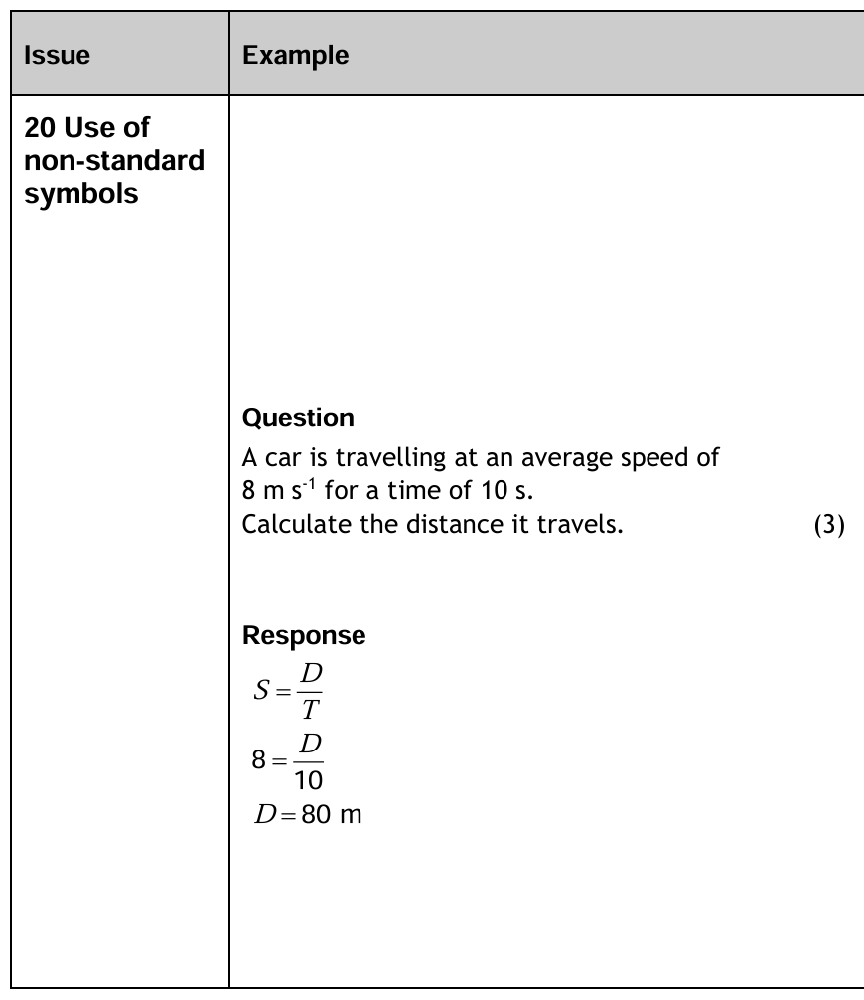 Issue
Example
20 Use of
non-standard
symbols
Question
A car is travelling at an average speed of
8 m s⁻¹ for a time of 10 s.
Calculate the distance it travels. (3)
Response
S = D/T
8 = D/10
D = 80 m